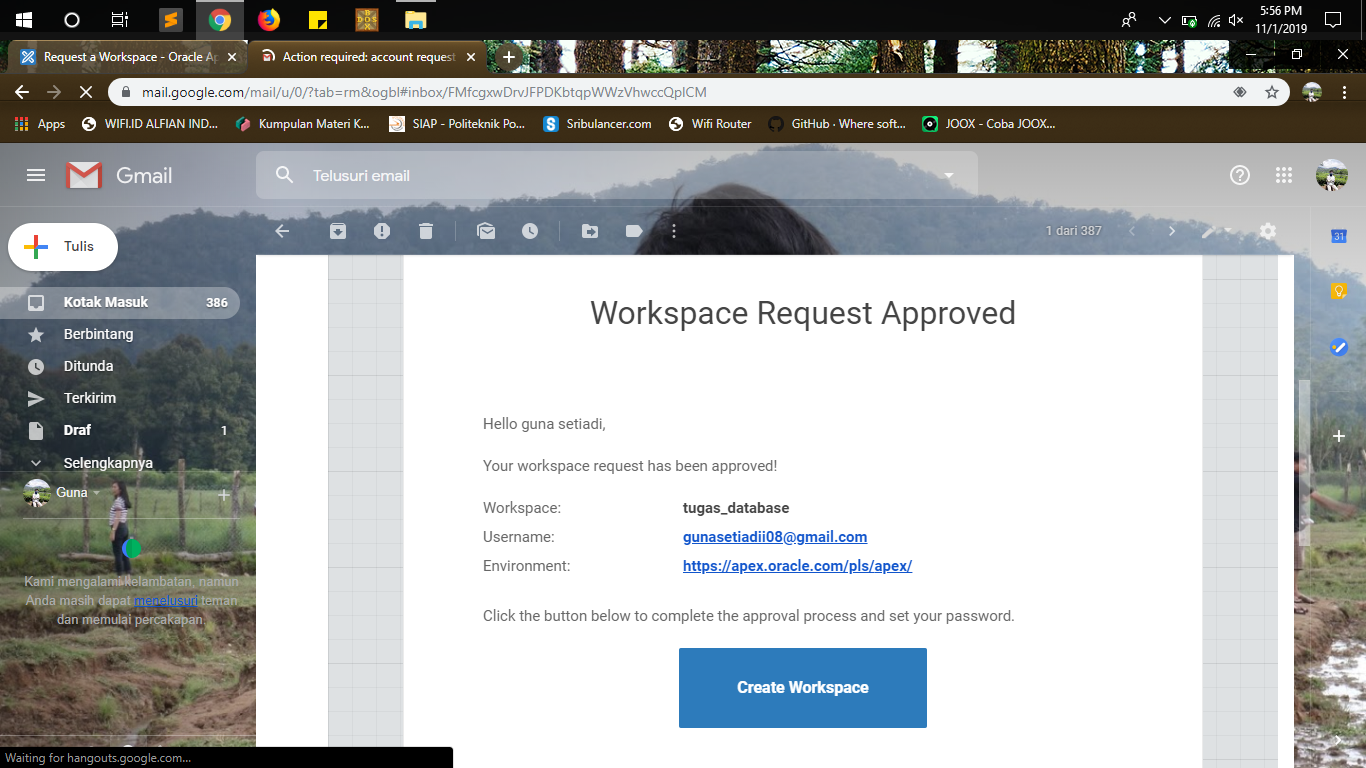 5:56 PM
11/1/2019
Request a Workspace - Oracle Ap
Action required: account request
mail.google.com/mail/u/0/?tab=rm&ogbl#inbox/FMfcgxwDrvJFPDKbtqpWWzVhwccQplCM
Apps
WIFI.ID ALFIAN IND...
Kumpulan Materi K...
SIAP - Politeknik Po...
Sribulancer.com
Wifi Router
GitHub · Where soft...
JOOX - Coba JOOX...
Gmail
Telusuri email
Tulis
1 dari 387
31
Kotak Masuk 386
Berbintang
Ditunda
Terkirim
Draf 1
Selengkapnya
Guna
Kami mengalami kelambatan, namun
Anda masih dapat menelusuri teman
dan memulai percakapan.
Workspace Request Approved
Hello guna setiadi,
Your workspace request has been approved!
Workspace: tugas_database
Username: gunasetiadii08@gmail.com
Environment: https://apex.oracle.com/pls/apex/
Click the button below to complete the approval process and set your password.
Create Workspace
Waiting for hangouts.google.com...